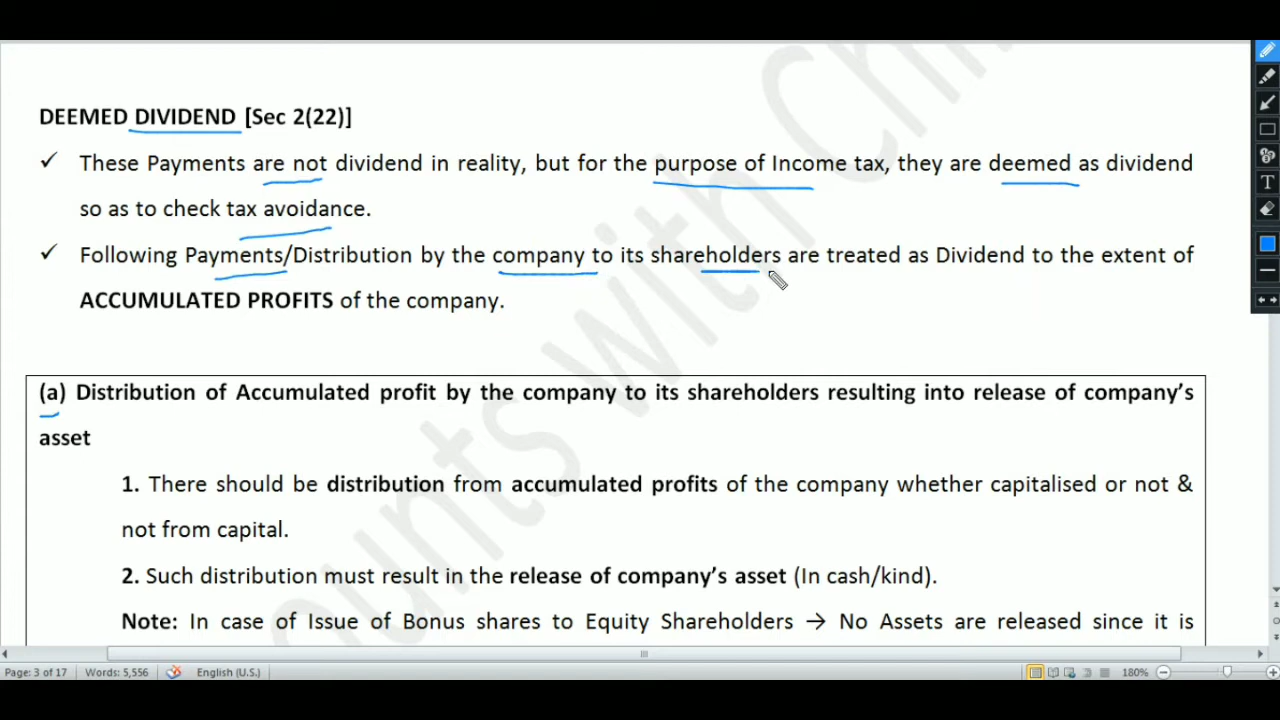 DEEMED DIVIDEND [Sec 2(22)]
✓ These Payments are not dividend in reality, but for the purpose of Income tax, they are deemed as dividend
so as to check tax avoidance.
✓ Following Payments/Distribution by the company to its shareholders are treated as Dividend to the extent of
ACCUMULATED PROFITS of the company.
(a) Distribution of Accumulated profit by the company to its shareholders resulting into release of company's
asset
1. There should be distribution from accumulated profits of the company whether capitalised or not &
not from capital.
2. Such distribution must result in the release of company's asset (In cash/kind).
Note: In case of Issue of Bonus shares to Equity Shareholders → No Assets are released since it is
Page: 3 of 17 Words: 5,556 English (U.S.) 180%
T
ounts with Ch